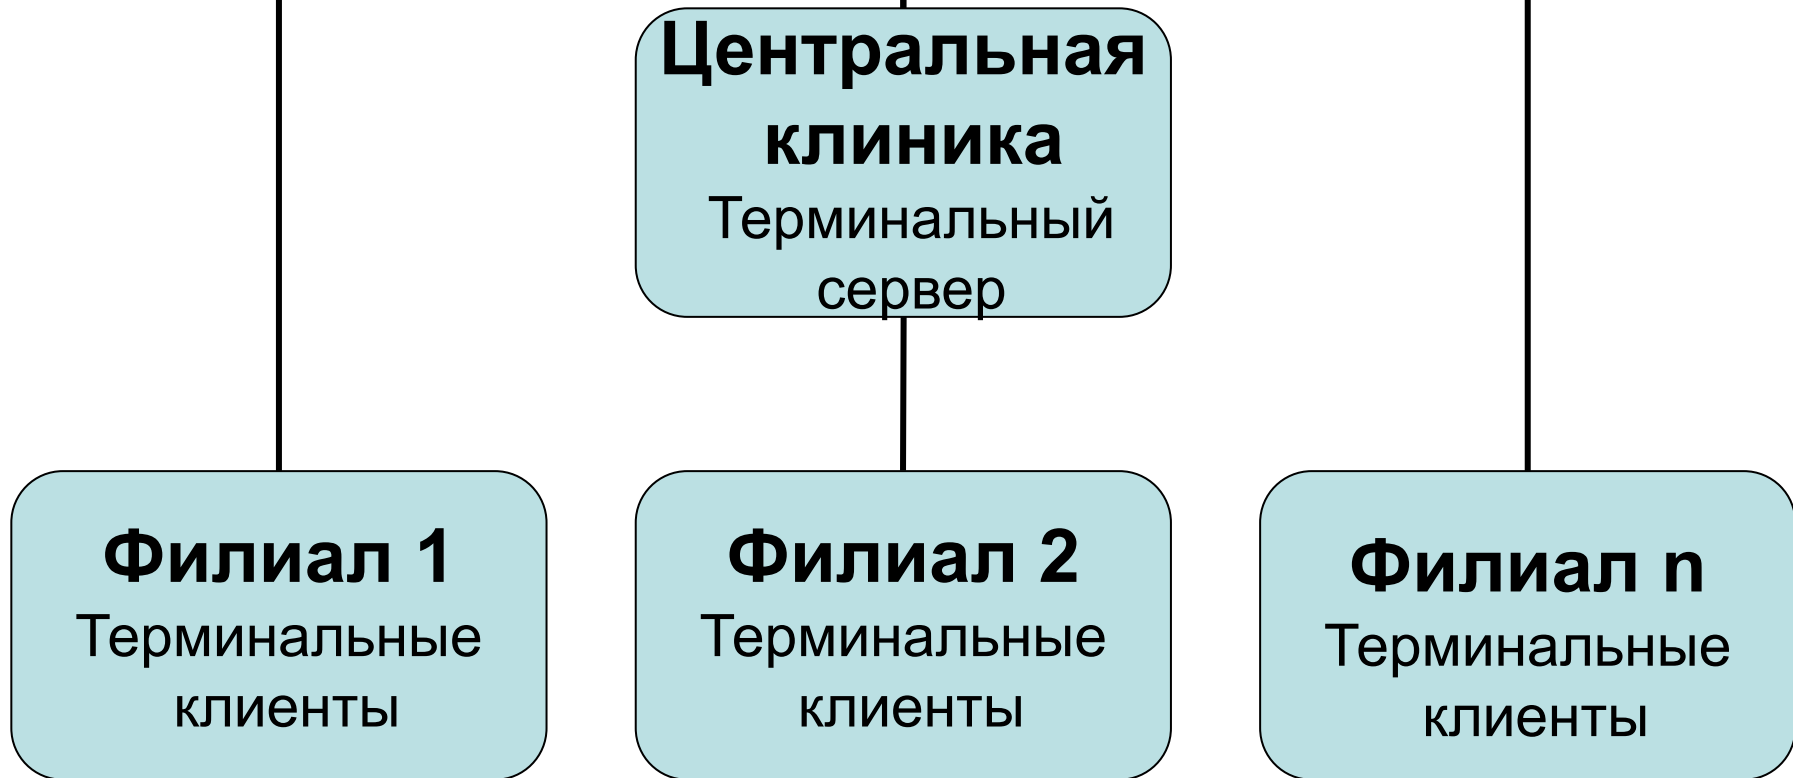 Центральная
клиника
Терминальный
сервер
Филиал 1
Терминальные
клиенты
Филиал 2
Терминальные
клиенты
Филиал n
Терминальные
клиенты